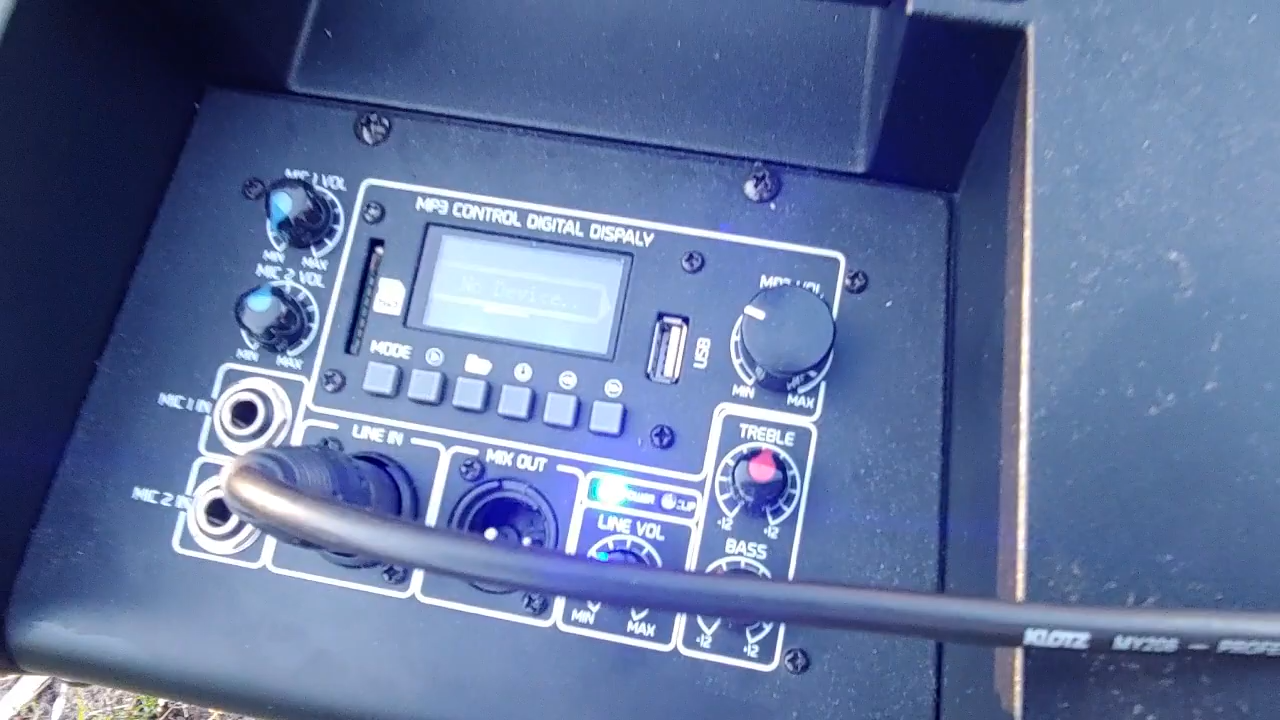 MIC 1 VOL
MIN MAX
MIC 2 VOL
MIN MAX
MP3 CONTROL DIGITAL DISPALY
No Device..
MODE
USB
MP3 VOL
MIN MAX
MIC 1 IN
MIC 2 IN
LINE IN
MIX OUT
POWER CLIP
LINE VOL
MIN MAX
TREBLE
-12 +12
BASS
-12 +12
KLOTZ MY206 - PROFE